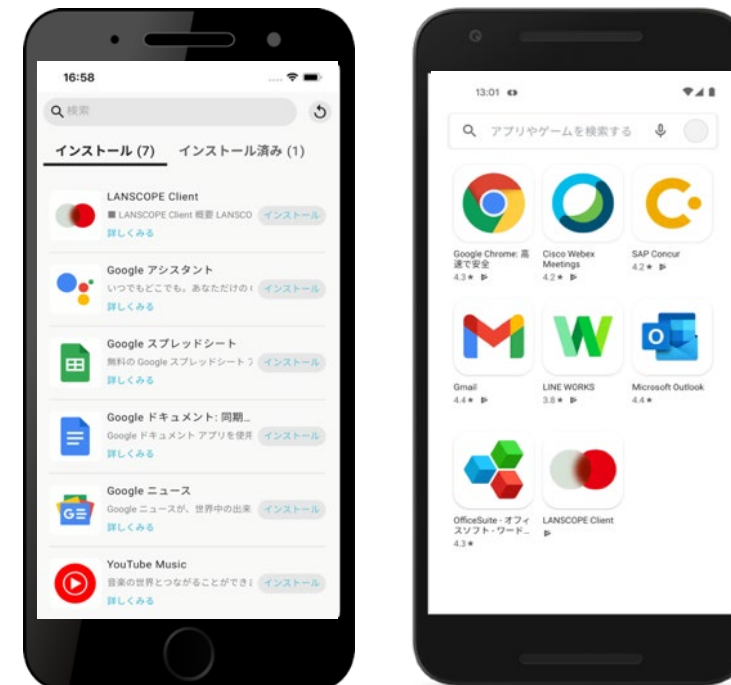 16:58
検索
インストール (7) インストール済み (1)
LANSCOPE Client
■ LANSCOPE Client 概要 LANSCO
インストール
詳しくみる
Google アシスタント
いつでもどこでも。あなただけの
インストール
詳しくみる
Google スプレッドシート
無料の Google スプレッドシート
インストール
詳しくみる
Google ドキュメント: 同期...
Google ドキュメント アプリを使用
インストール
詳しくみる
Google ニュース
Google ニュースが、世界中の出来
インストール
詳しくみる
YouTube Music
音楽の世界とつながることができ
インストール
詳しくみる
13:01
アプリやゲームを検索する
Google Chrome: 高
速で安全
4.3★
Cisco Webex
Meetings
4.2★
SAP Concur
4.2★
Gmail
4.4★
LINE WORKS
3.8★
Microsoft Outlook
4.4★
OfficeSuite - オフィ
スソフト・ワード...
4.3★
LANSCOPE Client